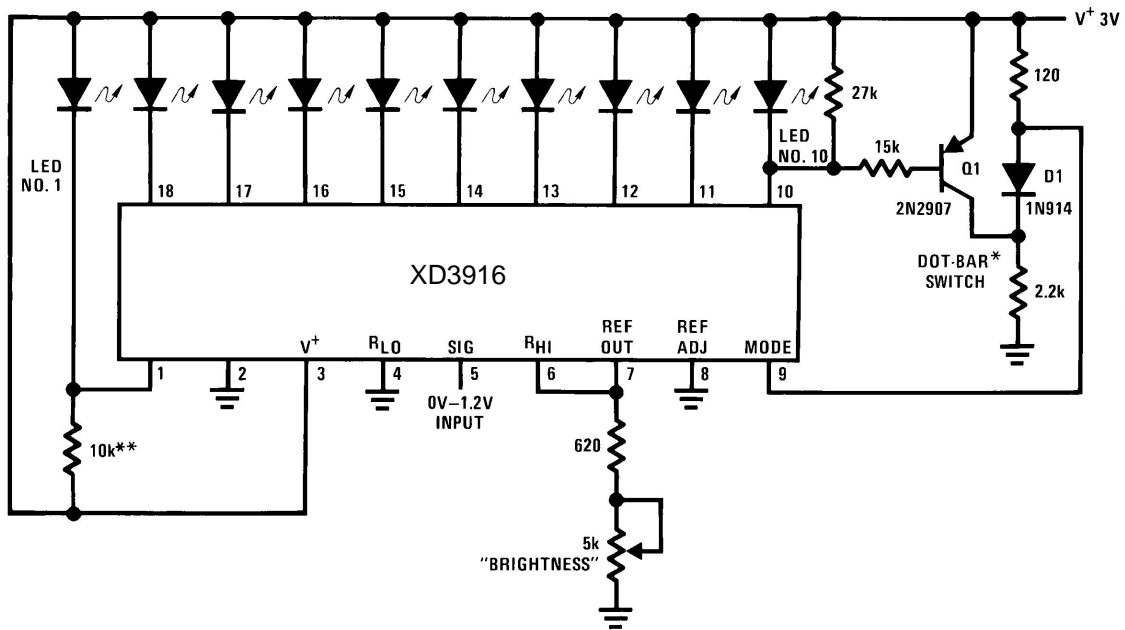 V+ 3V
120
27k
LED
NO. 1
LED
NO. 10
15k
Q1
D1
2N2907
1N914
18
17
16
15
14
13
12
11
10
DOT-BAR*
SWITCH
2.2k
XD3916
V+
RLO
SIG
RHI
REF
OUT
REF
ADJ
MODE
1
2
3
4
5
6
7
8
9
0V–1.2V
INPUT
10k**
620
5k
"BRIGHTNESS"